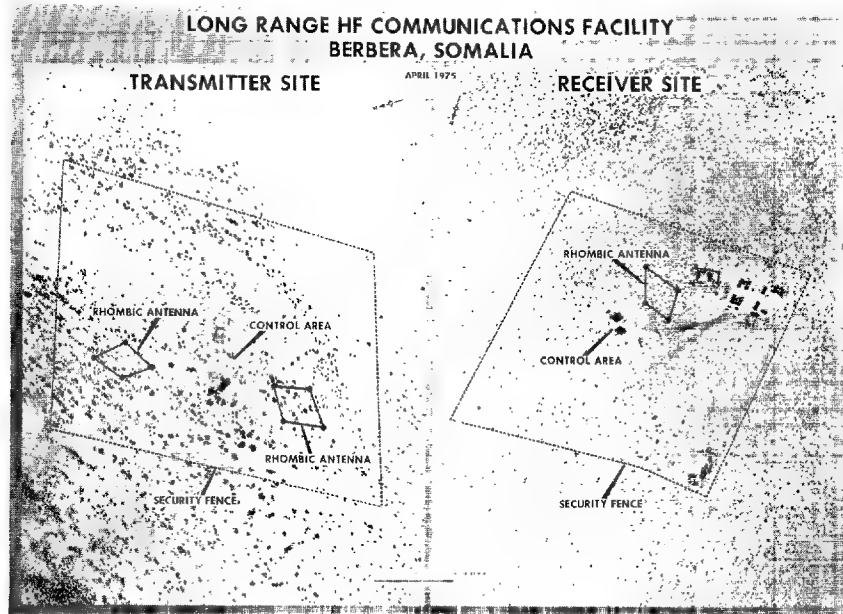 LONG RANGE HF COMMUNICATIONS FACILITY
BERBERA, SOMALIA
APRIL 1975
TRANSMITTER SITE
RHOMBIC ANTENNA
CONTROL AREA
RHOMBIC ANTENNA
SECURITY FENCE
RECEIVER SITE
RHOMBIC ANTENNA
CONTROL AREA
SECURITY FENCE